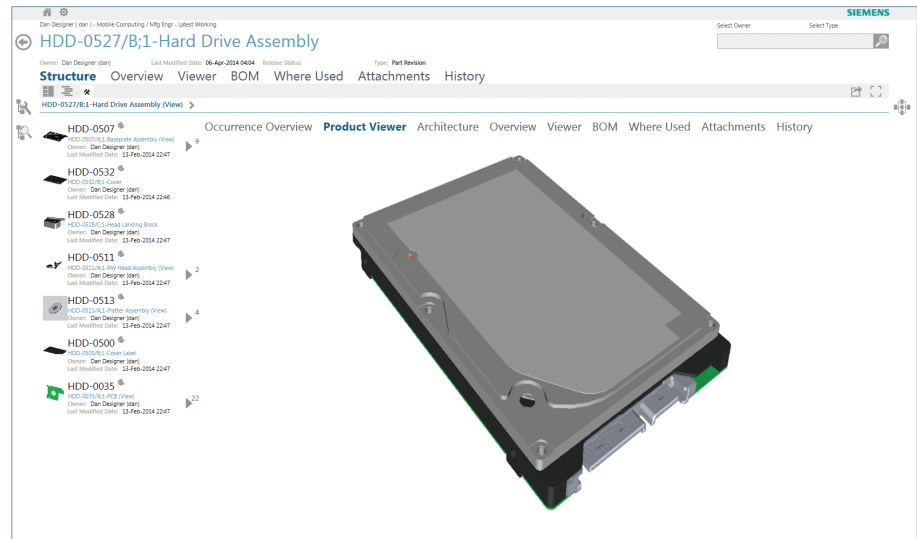 SIEMENS
Dan Designer ( dan ) - Mobile Computing / Mfg Engr - Latest Working
Select Owner Select Type
HDD-0527/B;1-Hard Drive Assembly
Owner: Dan Designer (dan) Last Modified Date: 06-Apr-2014 04:04 Release Status Type: Part Revision
Structure Overview Viewer BOM Where Used Attachments History
HDD-0527/B;1-Hard Drive Assembly (View)
Occurrence Overview Product Viewer Architecture Overview Viewer BOM Where Used Attachments History
HDD-0507
HDD-0507/A;1-Baseplate Assembly (View)
Owner: Dan Designer (dan)
Last Modified Date: 13-Feb-2014 22:47
9
HDD-0532
HDD-0532/B;1-Cover
Owner: Dan Designer (dan)
Last Modified Date: 13-Feb-2014 22:46
HDD-0528
HDD-0528/C;1-Head Landing Block
Owner: Dan Designer (dan)
Last Modified Date: 13-Feb-2014 22:47
HDD-0511
HDD-0511/A;1-RW Head Assembly (View)
Owner: Dan Designer (dan)
Last Modified Date: 13-Feb-2014 22:47
2
HDD-0513
HDD-0513/A;1-Platter Assembly (View)
Owner: Dan Designer (dan)
Last Modified Date: 13-Feb-2014 22:47
4
HDD-0500
HDD-0500/B;1-Cover Label
Owner: Dan Designer (dan)
Last Modified Date: 13-Feb-2014 22:47
HDD-0035
HDD-0035/A;1-PCB (View)
Owner: Dan Designer (dan)
Last Modified Date: 13-Feb-2014 22:47
22